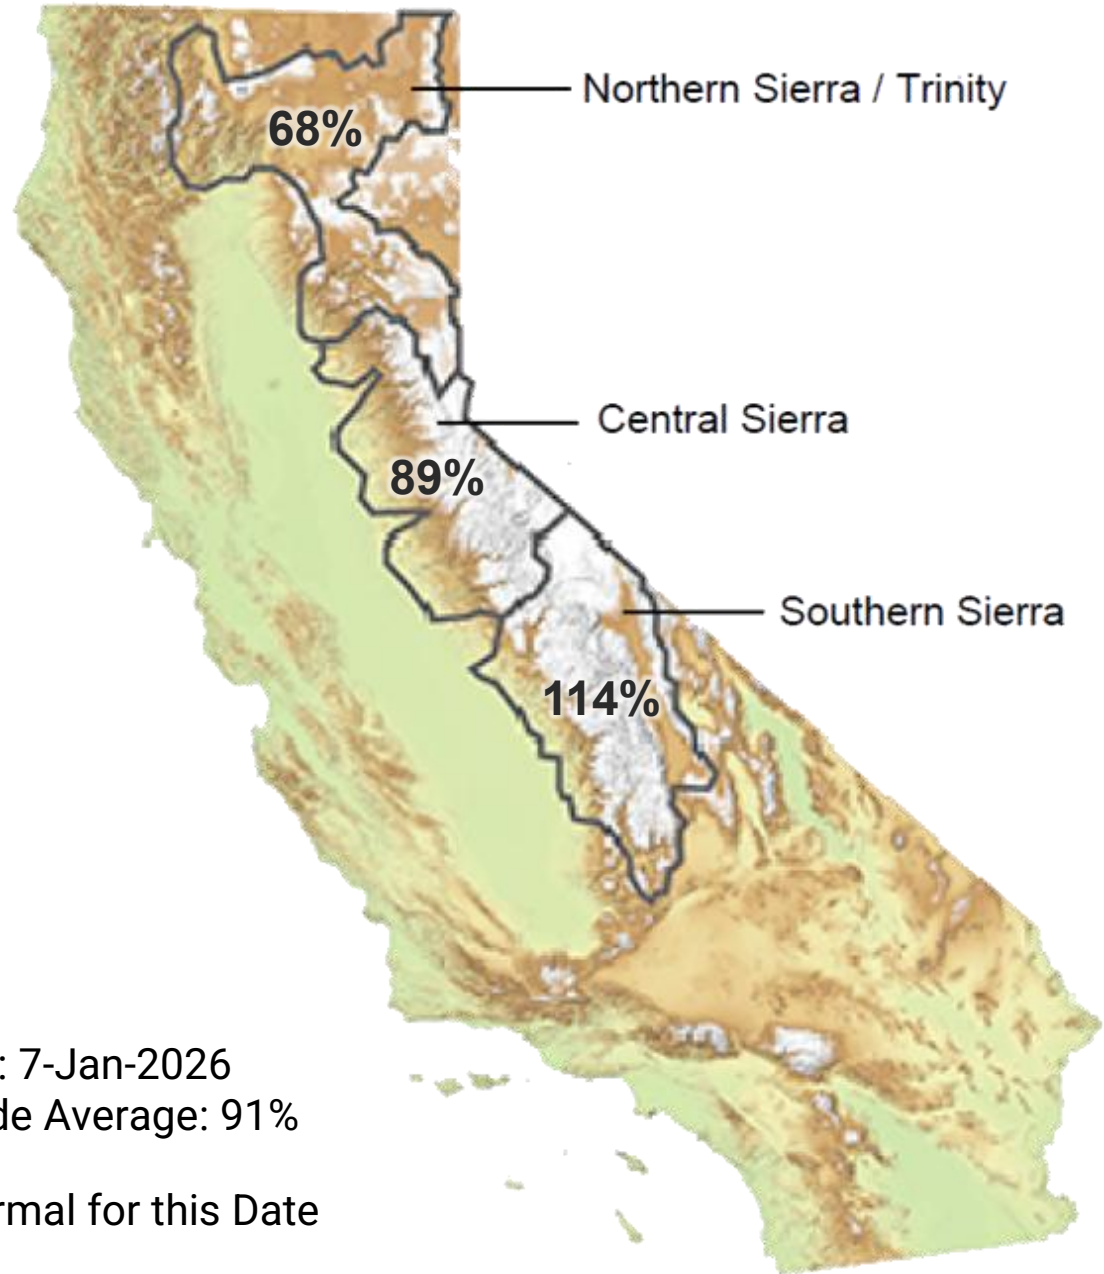 Northern Sierra / Trinity
68%
Central Sierra
89%
Southern Sierra
114%
: 7-Jan-2026
de Average: 91%
rmal for this Date